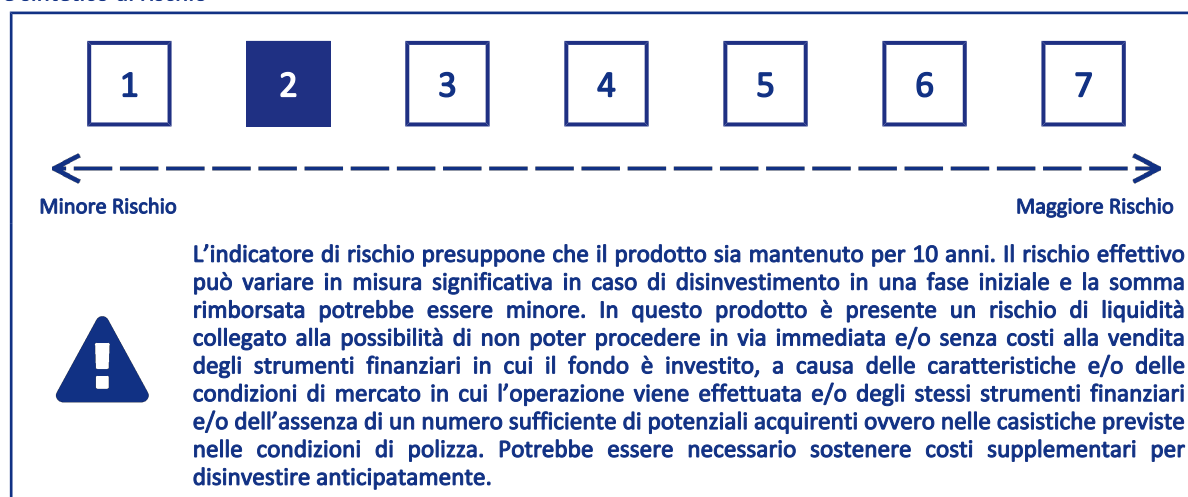 1 2 3 4 5 6 7
Minore Rischio Maggiore Rischio
L’indicatore di rischio presuppone che il prodotto sia mantenuto per 10 anni. Il rischio effettivo
può variare in misura significativa in caso di disinvestimento in una fase iniziale e la somma
rimborsata potrebbe essere minore. In questo prodotto è presente un rischio di liquidità
collegato alla possibilità di non poter procedere in via immediata e/o senza costi alla vendita
degli strumenti finanziari in cui il fondo è investito, a causa delle caratteristiche e/o delle
condizioni di mercato in cui l’operazione viene effettuata e/o degli stessi strumenti finanziari
e/o dell’assenza di un numero sufficiente di potenziali acquirenti ovvero nelle casistiche previste
nelle condizioni di polizza. Potrebbe essere necessario sostenere costi supplementari per
disinvestire anticipatamente.